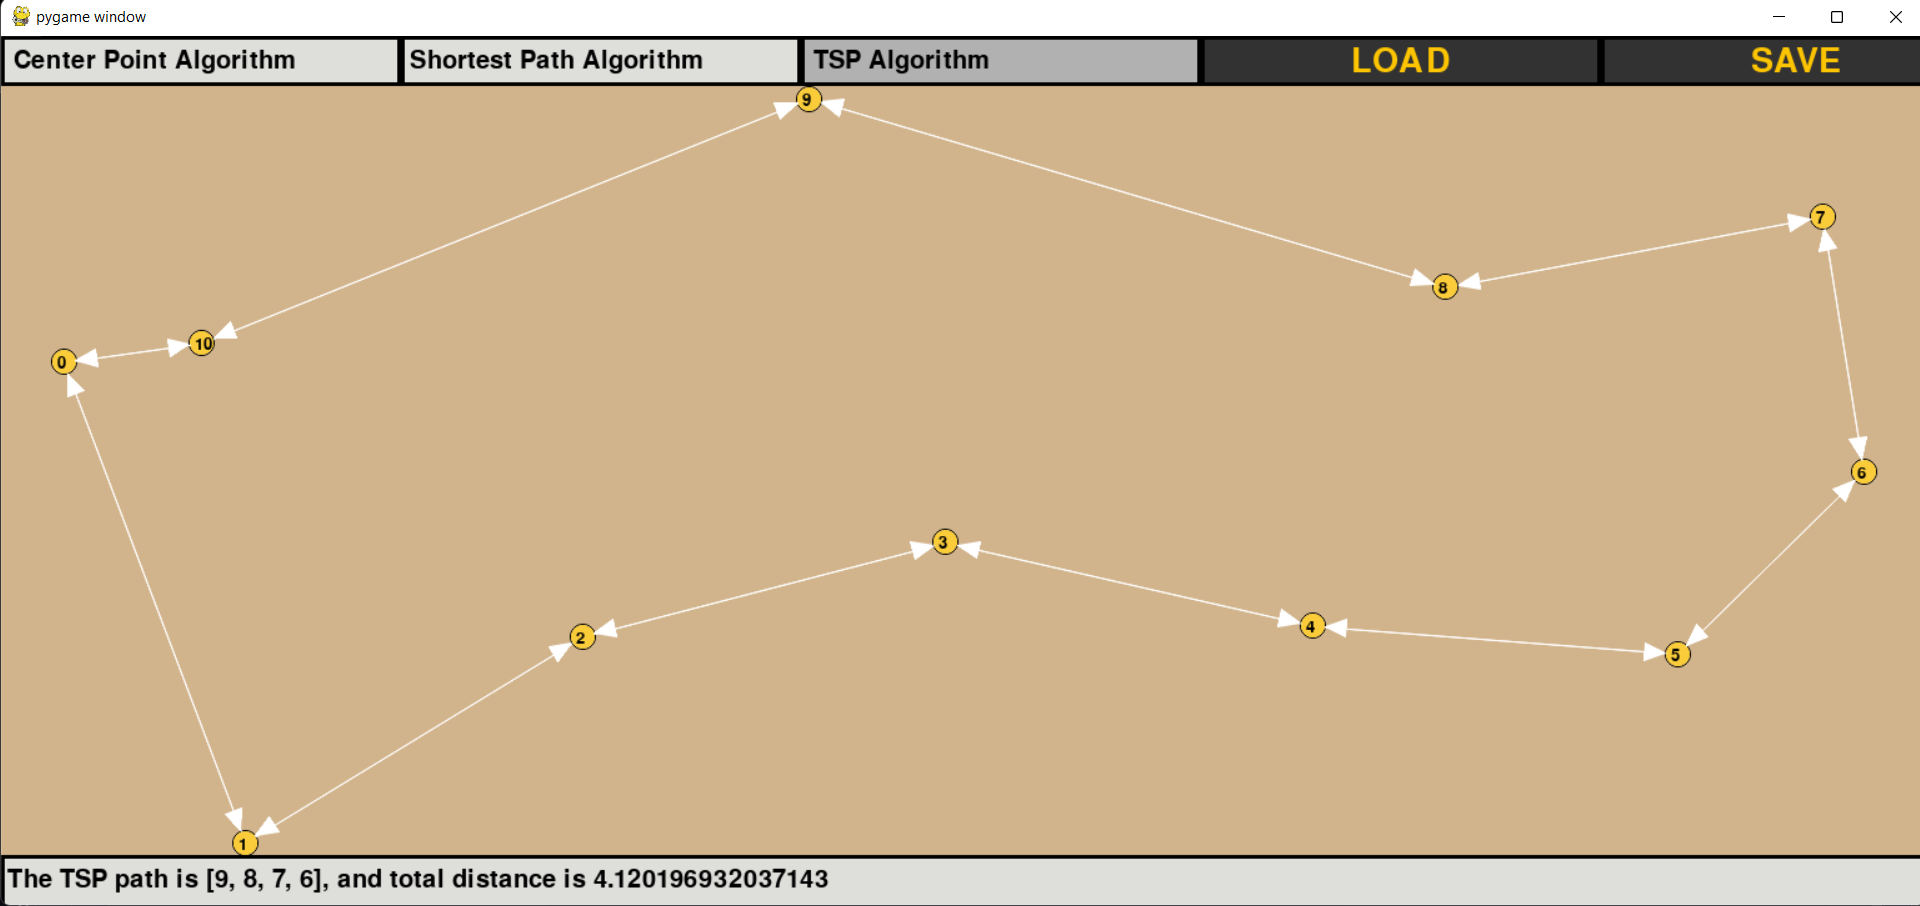 pygame window
Center Point Algorithm
Shortest Path Algorithm
TSP Algorithm
LOAD
SAVE
9
7
8
10
0
6
3
4
2
5
1
The TSP path is [9, 8, 7, 6], and total distance is 4.120196932037143